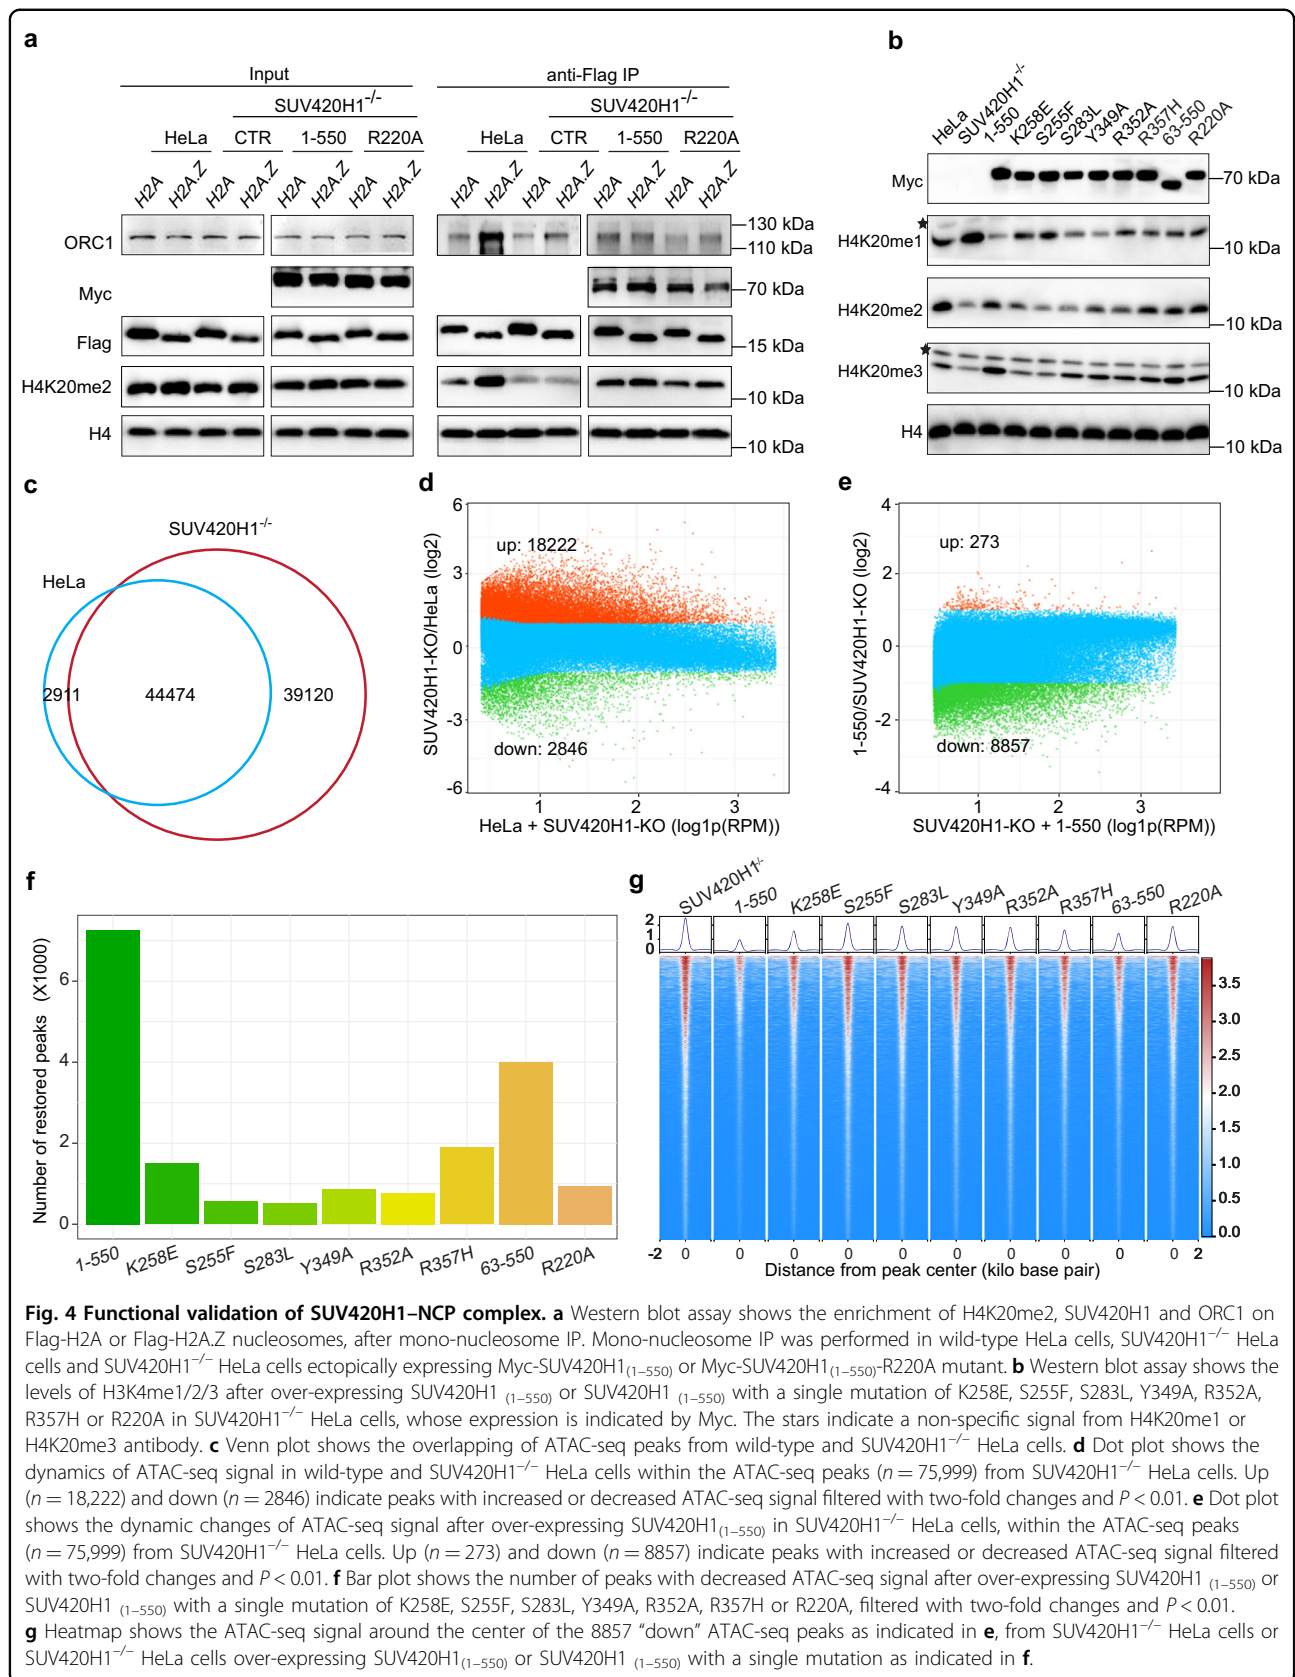 a
Input
anti-Flag IP
SUV420H1-/-
SUV420H1-/-
HeLa CTR 1-550 R220A
HeLa CTR 1-550 R220A
H2A H2A.Z H2A H2A.Z H2A H2A.Z H2A H2A.Z
H2A H2A.Z H2A H2A.Z H2A H2A.Z H2A H2A.Z
ORC1
130 kDa
110 kDa
Myc
70 kDa
Flag
15 kDa
H4K20me2
10 kDa
H4
10 kDa
b
HeLa SUV420H1-/- 1-550 K258E S255F S283L Y349A R352A R357H 63-550 R220A
Myc
70 kDa
★
H4K20me1
10 kDa
H4K20me2
10 kDa
★
H4K20me3
10 kDa
H4
10 kDa
c
SUV420H1-/-
HeLa
2911 44474 39120
d
SUV420H1-KO/HeLa (log2)
6
3
0
-3
-6
up: 18222
down: 2846
1 2 3
HeLa + SUV420H1-KO (log1p(RPM))
e
1-550/SUV420H1-KO (log2)
4
2
0
-2
-4
up: 273
down: 8857
1 2 3
SUV420H1-KO + 1-550 (log1p(RPM))
f
Number of restored peaks (X1000)
6
4
2
0
1-550 K258E S255F S283L Y349A R352A R357H 63-550 R220A
g
SUV420H1-/- 1-550 K258E S255F S283L Y349A R352A R357H 63-550 R220A
2
1
0
3.5
3.0
2.5
2.0
1.5
1.0
0.5
0.0
-2 0 0 0 0 0 0 0 0 0 0 2
Distance from peak center (kilo base pair)
Fig. 4 Functional validation of SUV420H1–NCP complex. a Western blot assay shows the enrichment of H4K20me2, SUV420H1 and ORC1 on
Flag-H2A or Flag-H2A.Z nucleosomes, after mono-nucleosome IP. Mono-nucleosome IP was performed in wild-type HeLa cells, SUV420H1−/− HeLa
cells and SUV420H1−/− HeLa cells ectopically expressing Myc-SUV420H1(1–550) or Myc-SUV420H1(1–550)-R220A mutant. b Western blot assay shows the
levels of H3K4me1/2/3 after over-expressing SUV420H1 (1–550) or SUV420H1 (1–550) with a single mutation of K258E, S255F, S283L, Y349A, R352A,
R357H or R220A in SUV420H1−/− HeLa cells, whose expression is indicated by Myc. The stars indicate a non-specific signal from H4K20me1 or
H4K20me3 antibody. c Venn plot shows the overlapping of ATAC-seq peaks from wild-type and SUV420H1−/− HeLa cells. d Dot plot shows the
dynamics of ATAC-seq signal in wild-type and SUV420H1−/− HeLa cells within the ATAC-seq peaks (n = 75,999) from SUV420H1−/− HeLa cells. Up
(n = 18,222) and down (n = 2846) indicate peaks with increased or decreased ATAC-seq signal filtered with two-fold changes and P < 0.01. e Dot plot
shows the dynamic changes of ATAC-seq signal after over-expressing SUV420H1(1–550) in SUV420H1−/− HeLa cells, within the ATAC-seq peaks
(n = 75,999) from SUV420H1−/− HeLa cells. Up (n = 273) and down (n = 8857) indicate peaks with increased or decreased ATAC-seq signal filtered
with two-fold changes and P < 0.01. f Bar plot shows the number of peaks with decreased ATAC-seq signal after over-expressing SUV420H1 (1–550) or
SUV420H1 (1–550) with a single mutation of K258E, S255F, S283L, Y349A, R352A, R357H or R220A, filtered with two-fold changes and P < 0.01.
g Heatmap shows the ATAC-seq signal around the center of the 8857 “down” ATAC-seq peaks as indicated in e, from SUV420H1−/− HeLa cells or
SUV420H1−/− HeLa cells over-expressing SUV420H1(1–550) or SUV420H1 (1–550) with a single mutation as indicated in f.